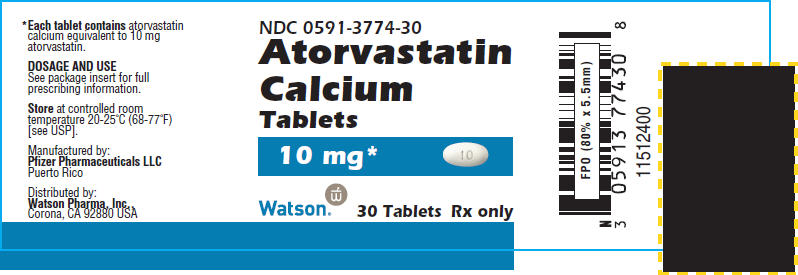 *Each tablet contains atorvastatin
calcium equivalent to 10 mg
atorvastatin.
DOSAGE AND USE
See package insert for full
prescribing information.
Store at controlled room
temperature 20-25°C (68-77°F)
[see USP].
Manufactured by:
Pfizer Pharmaceuticals LLC
Puerto Rico
Distributed by:
Watson Pharma, Inc.,
Corona, CA 92880 USA
NDC 0591-3774-30
Atorvastatin
Calcium
Tablets
10 mg*
10
Watson.
30 Tablets Rx only
FPO (80% x 5.5mm)
N
3 05913 77430 8
11512400